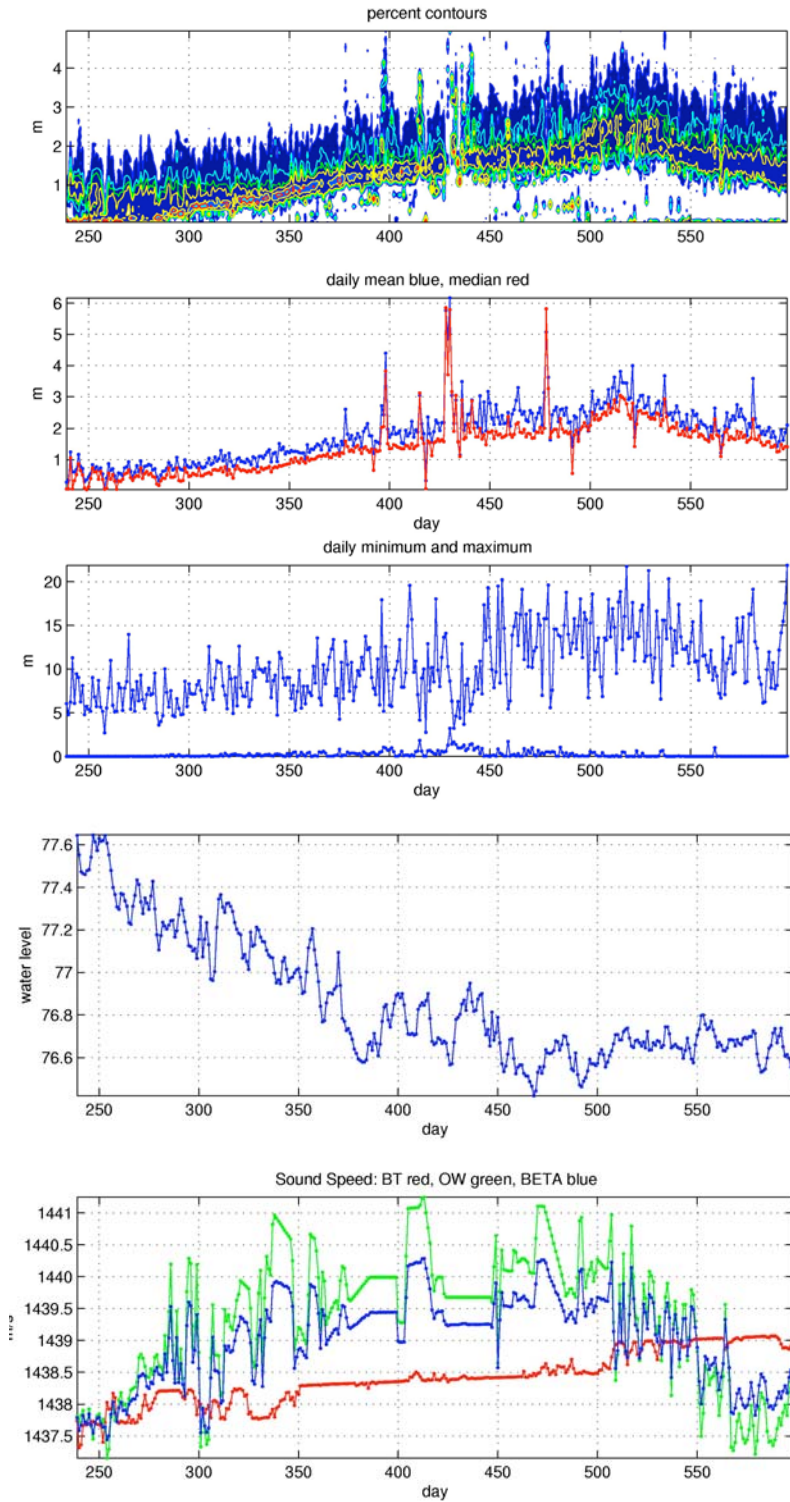 percent contours
4
3
2
1
m
250 300 350 400 450 500 550
daily mean blue, median red
6
5
4
3
2
1
m
250 300 350 400 450 500 550
day
daily minimum and maximum
20
15
10
5
0
m
250 300 350 400 450 500 550
day
77.6
77.4
77.2
77
76.8
76.6
water level
250 300 350 400 450 500 550
day
Sound Speed: BT red, OW green, BETA blue
1441
1440.5
1440
1439.5
1439
1438.5
1438
1437.5
m/s
250 300 350 400 450 500 550
day